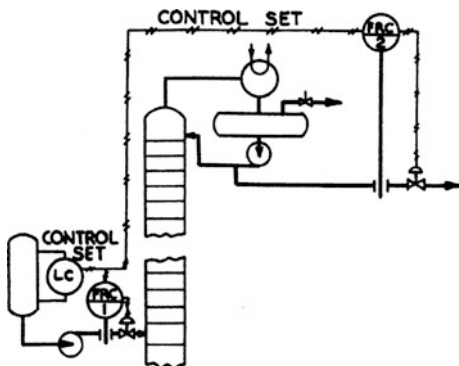 CONTROL SET
FRC
2
CONTROL
SET
LC
FRC
1